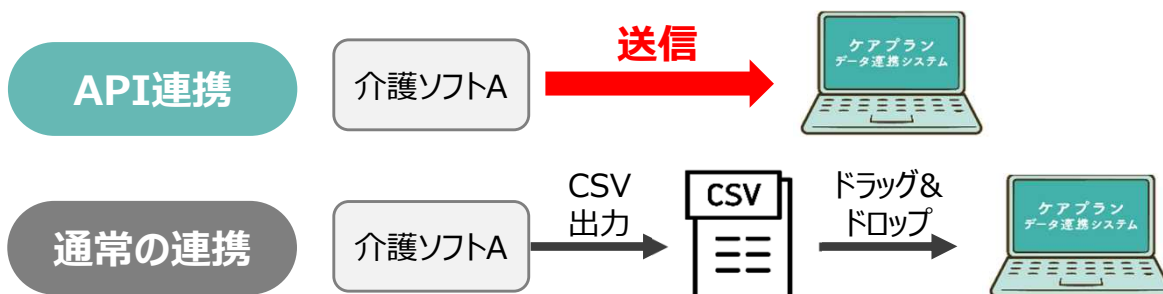 送信
API連携
介護ソフトA
ケアプラン
データ連携システム
CSV
出力
CSV
ドラッグ&
ドロップ
通常の連携
介護ソフトA
ケアプラン
データ連携システム